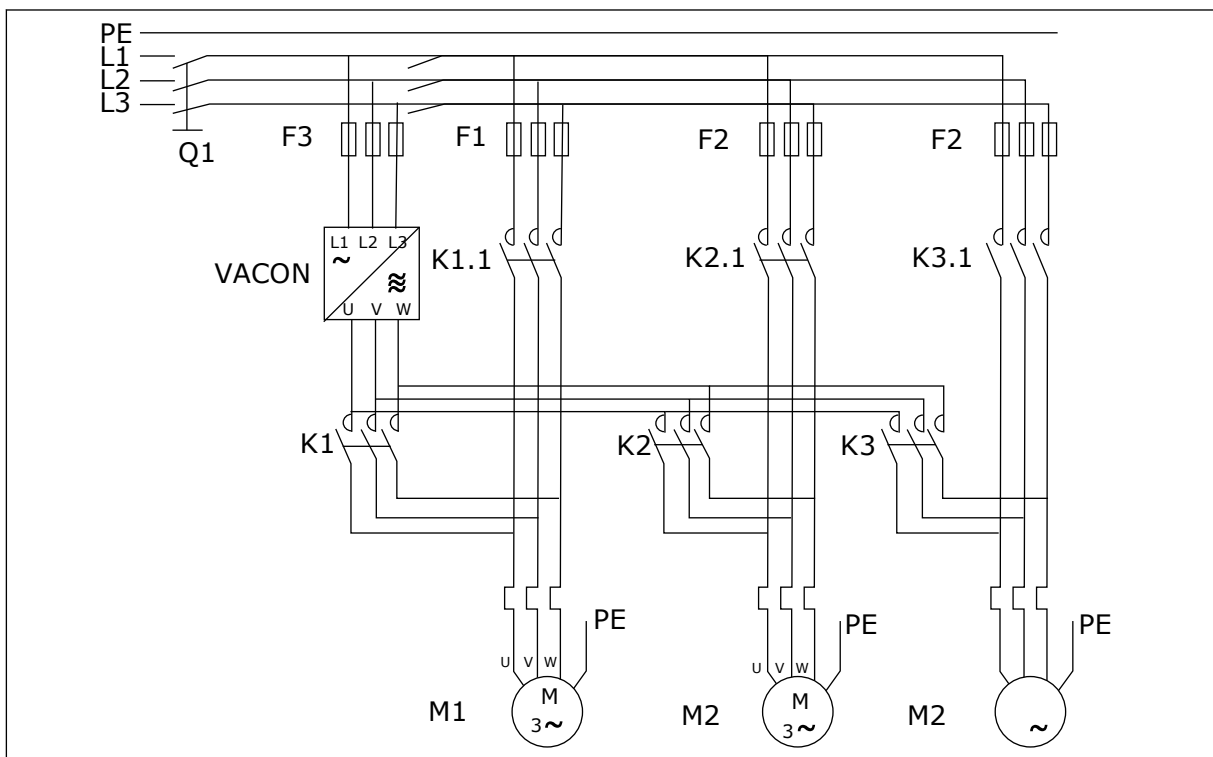 PE
L1
L2
L3
Q1
F3
F1
F2
F2
L1 L2 L3
~
≋
U V W
VACON
K1.1
K2.1
K3.1
K1
K2
K3
PE
PE
PE
U V W
U V W
M
3~
M
3~
~
M1
M2
M2